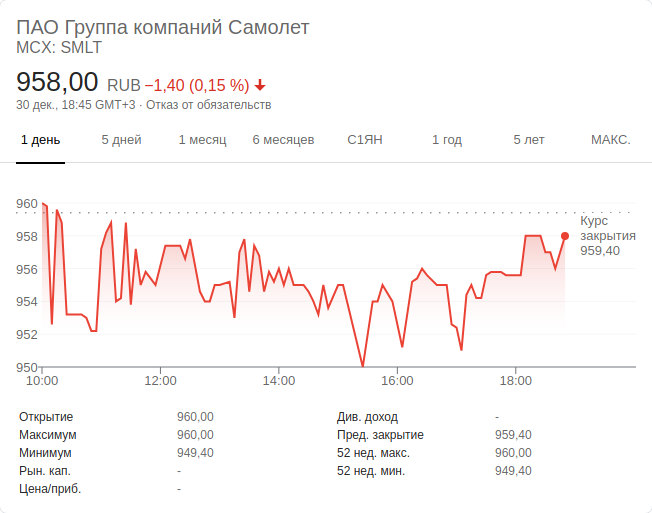 ПАО Группа компаний Самолет
MCX: SMLT
958,00 RUB −1,40 (0,15 %)
30 дек., 18:45 GMT+3 · Отказ от обязательств
1 день 5 дней 1 месяц 6 месяцев С1ЯН 1 год 5 лет МАКС.
960
958
956
954
952
950
Курс
закрытия
959,40
10:00 12:00 14:00 16:00 18:00
Открытие 960,00 Див. доход -
Максимум 960,00 Пред. закрытие 959,40
Минимум 949,40 52 нед. макс. 960,00
Рын. кап. - 52 нед. мин. 949,40
Цена/приб. -